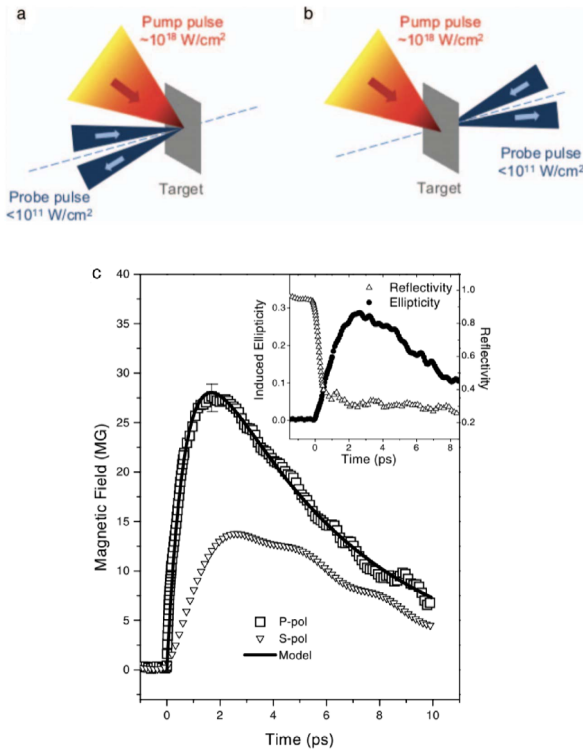 a
Pump pulse
~10¹⁸ W/cm²
Target
Probe pulse
<10¹¹ W/cm²
b
Pump pulse
~10¹⁸ W/cm²
Target
Probe pulse
<10¹¹ W/cm²
c
Magnetic Field (MG)
40
35
30
25
20
15
10
5
0
0 2 4 6 8 10
Time (ps)
P-pol
S-pol
Model
Reflectivity
Ellipticity
Induced Ellipticity
0.3
0.2
0.1
0.0
1.0
0.8
0.6
0.4
0.2
Reflectivity
0 2 4 6 8
Time (ps)